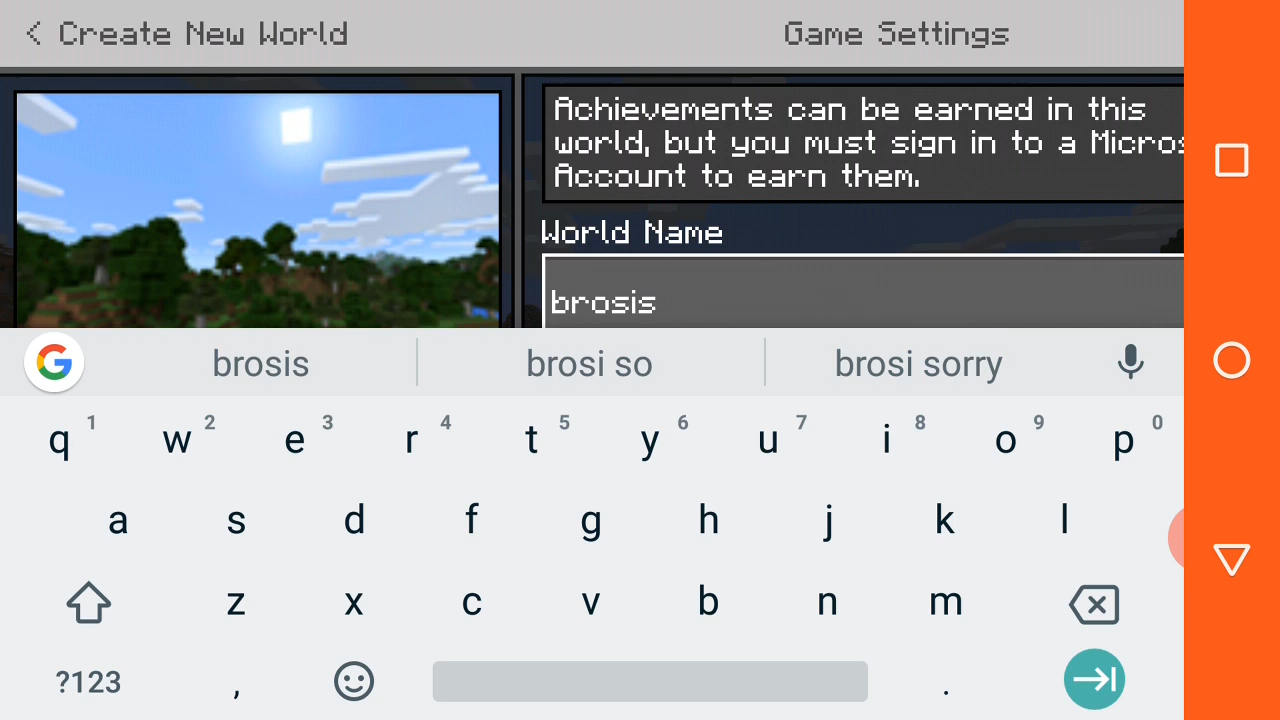 Create New World
Game Settings
Achievements can be earned in this
world, but you must sign in to a Micros
Account to earn them.
World Name
brosis
brosis
brosi so
brosi sorry
q 1 w 2 e 3 r 4 t 5 y 6 u 7 i 8 o 9 p 0
a s d f g h j k l
z x c v b n m
?123 , .